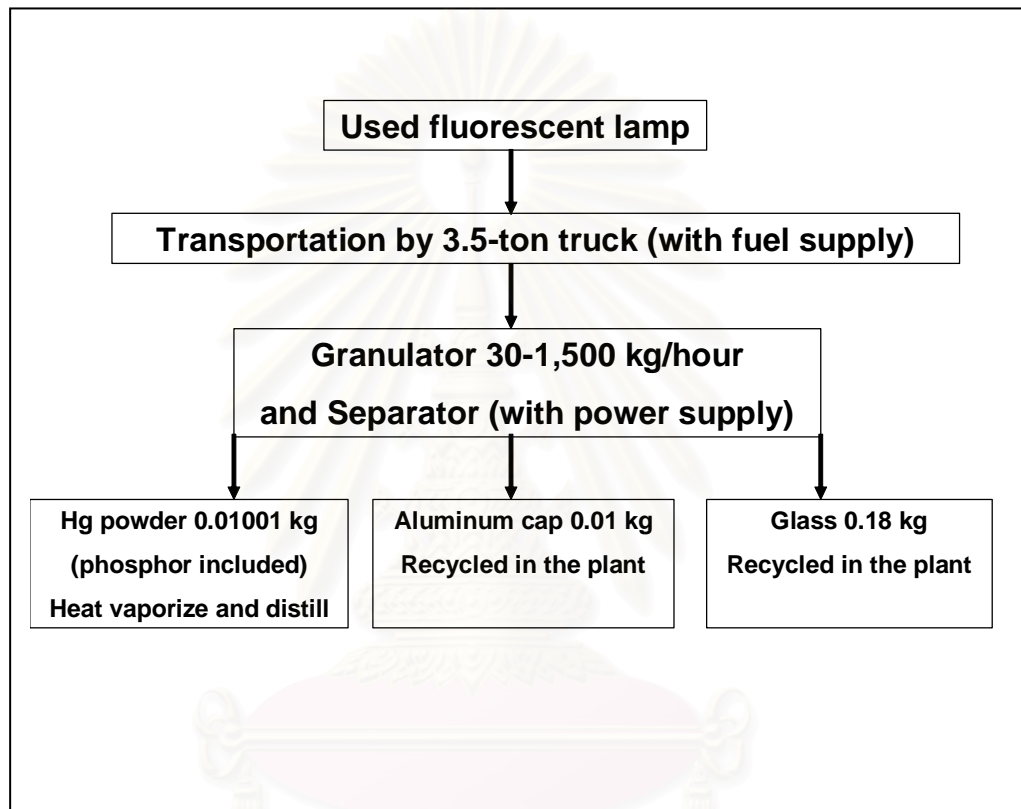 Used fluorescent lamp
Transportation by 3.5-ton truck (with fuel supply)
Granulator 30-1,500 kg/hour
and Separator (with power supply)
Hg powder 0.01001 kg
(phosphor included)
Heat vaporize and distill
Aluminum cap 0.01 kg
Recycled in the plant
Glass 0.18 kg
Recycled in the plant